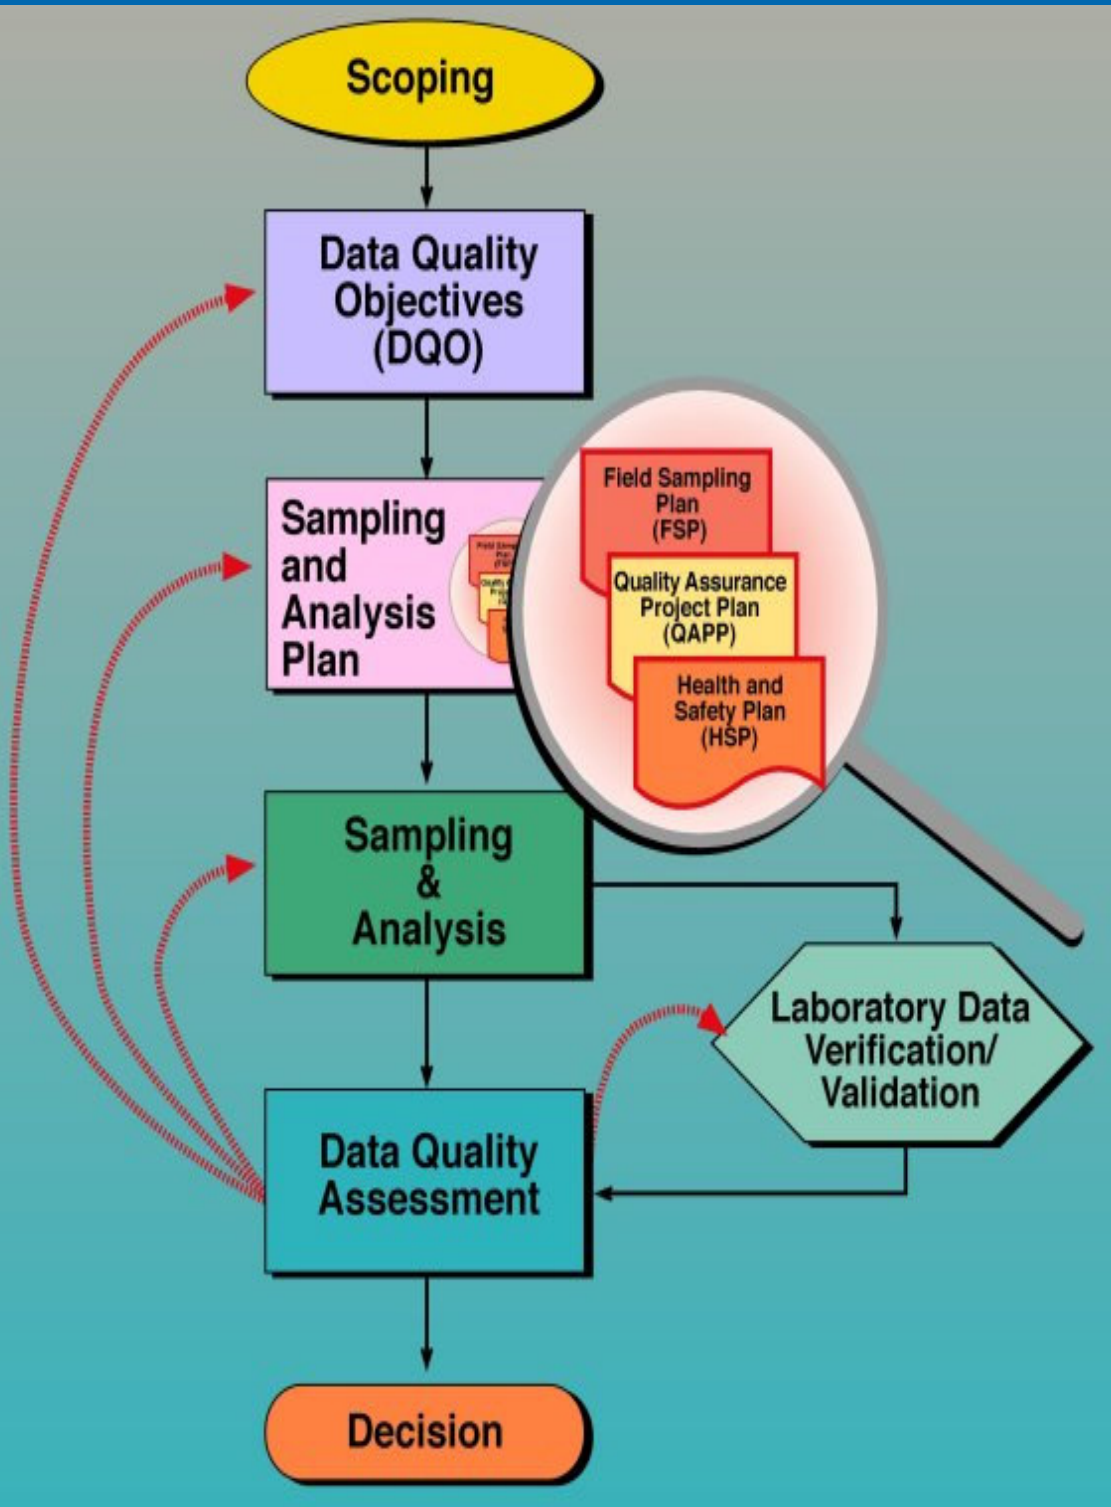 Scoping
Data Quality
Objectives
(DQO)
Sampling
and
Analysis
Plan
Field Sampling
Plan
(FSP)
Quality Assurance
Project Plan
(QAPP)
Health and
Safety Plan
(HSP)
Sampling
&
Analysis
Laboratory Data
Verification/
Validation
Data Quality
Assessment
Decision